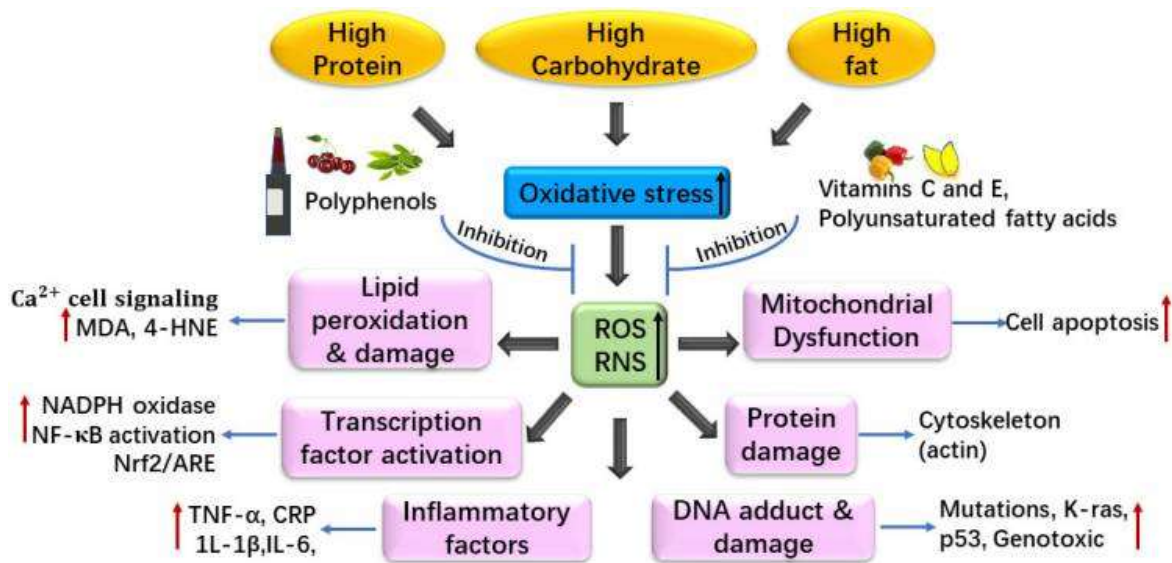 High
Protein
High
Carbohydrate
High
fat
Polyphenols
Oxidative stress
Vitamins C and E,
Polyunsaturated fatty acids
Inhibition
Inhibition
Ca²⁺ cell signaling
MDA, 4-HNE
Lipid
peroxidation
& damage
ROS
RNS
Mitochondrial
Dysfunction
Cell apoptosis
NADPH oxidase
NF-κB activation
Nrf2/ARE
Transcription
factor activation
Protein
damage
Cytoskeleton
(actin)
TNF-α, CRP
1L-1β,IL-6,
Inflammatory
factors
DNA adduct &
damage
Mutations, K-ras,
p53, Genotoxic